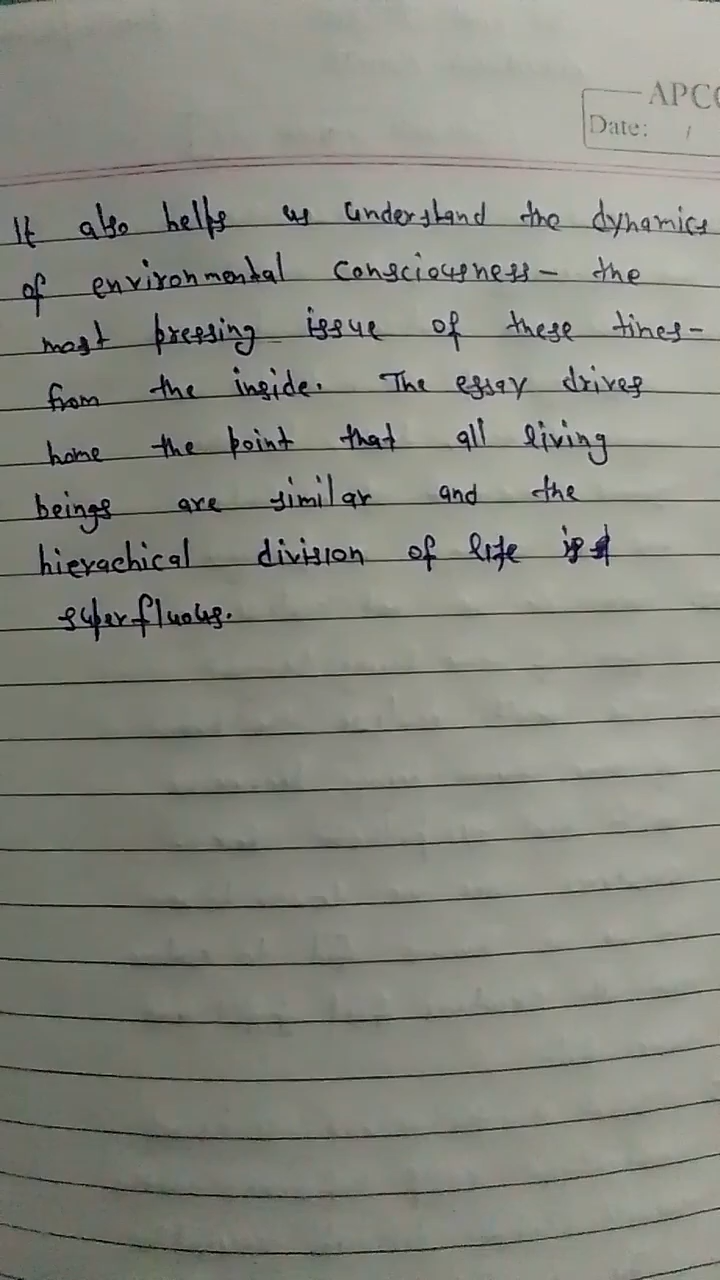 APCO
Date: /
It also helps us understand the dynamics
of environmental consciousness - the
most pressing issue of these times -
from the inside. The essay drives
home the point that all living
beings are similar and the
hierachical division of life is
superfluous.